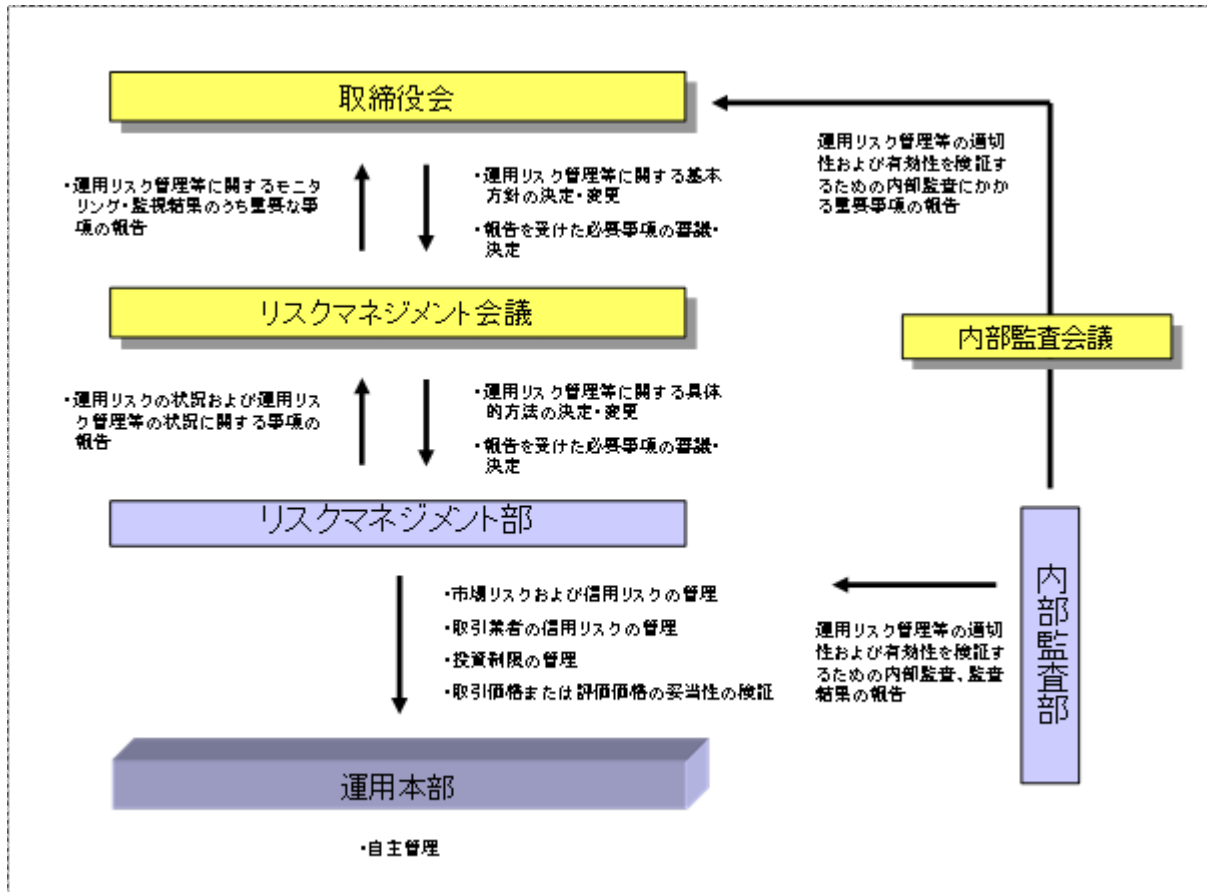 取締役会
・運用リスク管理等に関するモニタ
リング・監視結果のうち重要な事
項の報告
・運用リスク管理等に関する基本
方針の決定・変更
・報告を受けた必要事項の審議・
決定
運用リスク管理等の適切
性および有効性を検証す
るための内部監査にかか
る重要事項の報告
リスクマネジメント会議
内部監査会議
・運用リスクの状況および運用リス
ク管理等の状況に関する事項の
報告
・運用リスク管理等に関する具体
的方法の決定・変更
・報告を受けた必要事項の審議・
決定
リスクマネジメント部
内部監査部
・市場リスクおよび信用リスクの管理
・取引業者の信用リスクの管理
・投資制限の管理
・取引価格または評価価格の妥当性の検証
運用リスク管理等の適切
性および有効性を検証す
るための内部監査、監査
結果の報告
運用本部
・自主管理